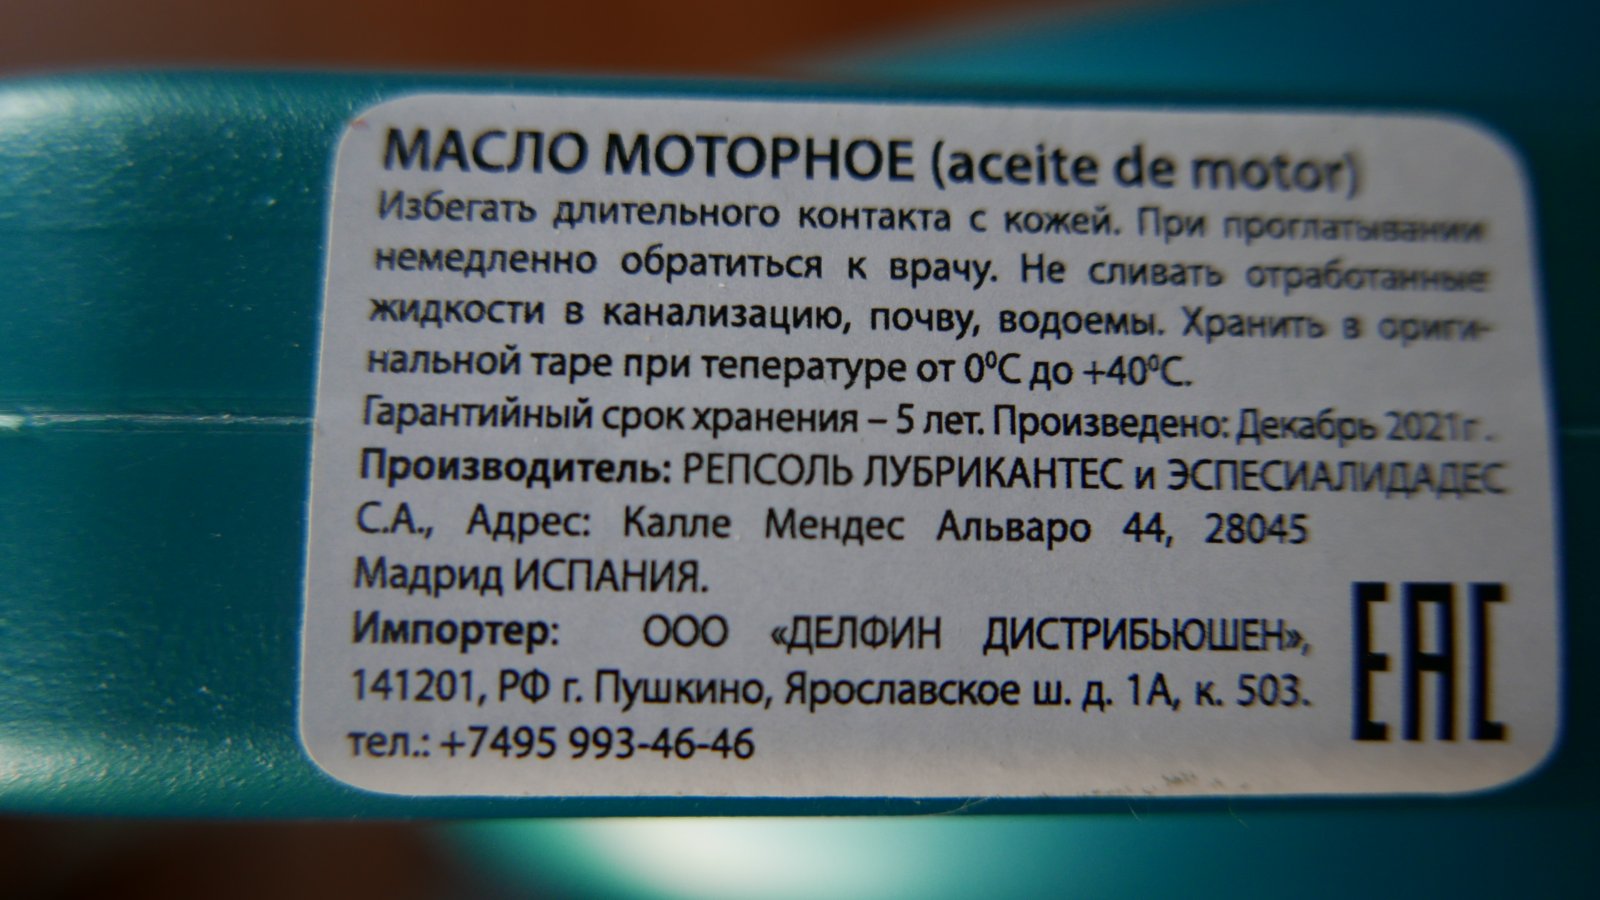 МАСЛО МОТОРНОЕ (aceite de motor)
Избегать длительного контакта с кожей. При проглатывании
немедленно обратиться к врачу. Не сливать отработанные
жидкости в канализацию, почву, водоемы. Хранить в ориги-
нальной таре при тепературе от 0⁰С до +40⁰С.
Гарантийный срок хранения – 5 лет. Произведено: Декабрь 2021г.
Производитель: РЕПСОЛЬ ЛУБРИКАНТЕС и ЭСПЕСИАЛИДАДЕС
С.А., Адрес: Калле Мендес Альваро 44, 28045
Мадрид ИСПАНИЯ.
Импортер: ООО «ДЕЛФИН ДИСТРИБЬЮШЕН»,
141201, РФ г. Пушкино, Ярославское ш. д. 1А, к. 503.
тел.: +7495 993-46-46
EAC